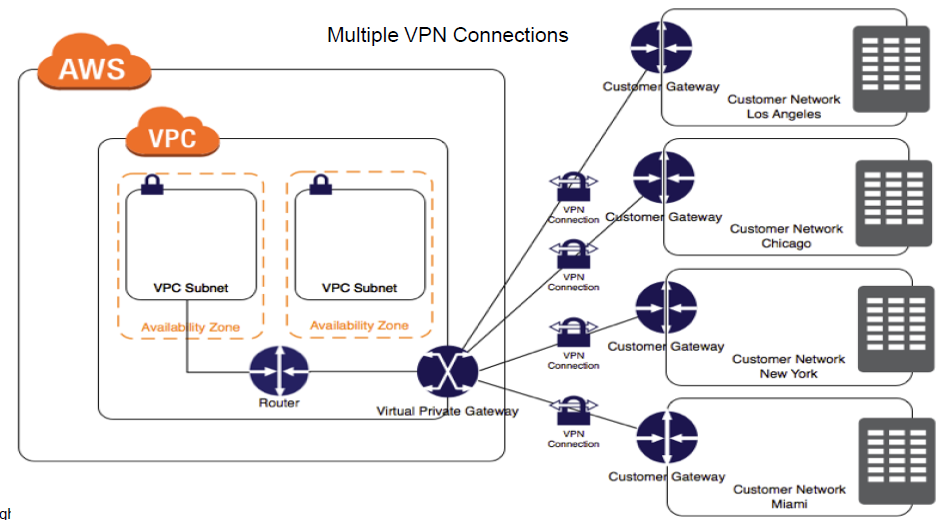 Multiple VPN Connections
AWS
VPC
VPC Subnet
Availability Zone
VPC Subnet
Availability Zone
Router
Virtual Private Gateway
VPN
Connection
VPN
Connection
VPN
Connection
VPN
Connection
Customer Gateway
Customer Network
Los Angeles
Customer Gateway
Customer Network
Chicago
Customer Gateway
Customer Network
New York
Customer Gateway
Customer Network
Miami